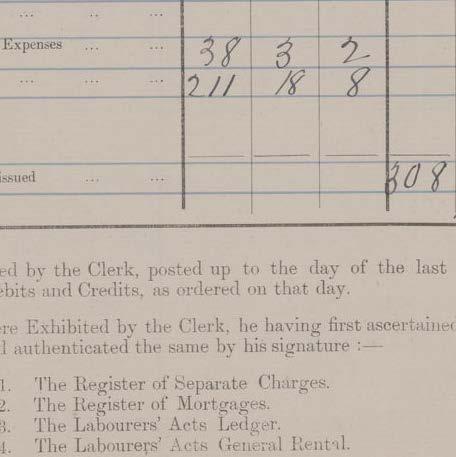 ... ... ...
Expenses ... ... 38 3 2
... ... 211 18 8
issued ... ... 308
ed by the Clerk, posted up to the day of the last
ebits and Credits, as ordered on that day.
ere Exhibited by the Clerk, he having first ascertained
l authenticated the same by his signature :—
1. The Register of Separate Charges.
2. The Register of Mortgages.
3. The Labourers' Acts Ledger.
4. The Labourers' Acts General Rental.